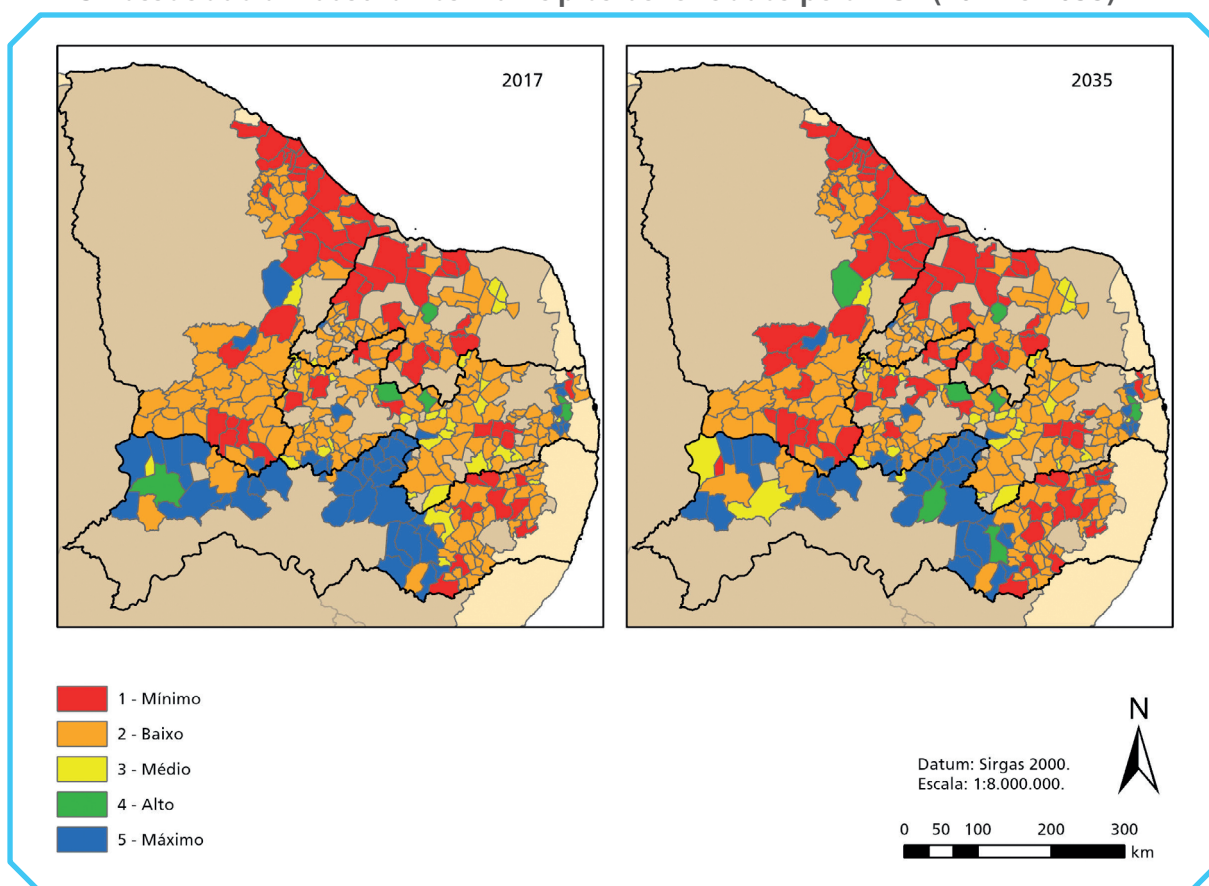 2017
2035
1 - Mínimo
2 - Baixo
3 - Médio
4 - Alto
5 - Máximo
Datum: Sirgas 2000.
Escala: 1:8.000.000.
N
0 50 100 200 300
km